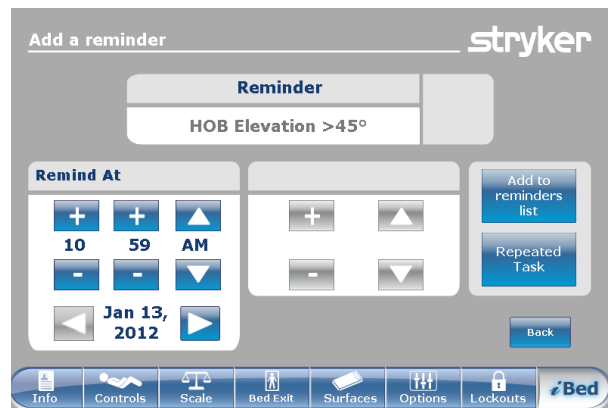 Add a reminder
stryker
Reminder
HOB Elevation >45°
Remind At
+ + +
10 59 AM
- - -
Jan 13,
2012
Add to
reminders
list
Repeated
Task
Back
Info
Controls
Scale
Bed Exit
Surfaces
Options
Lockouts
iBed